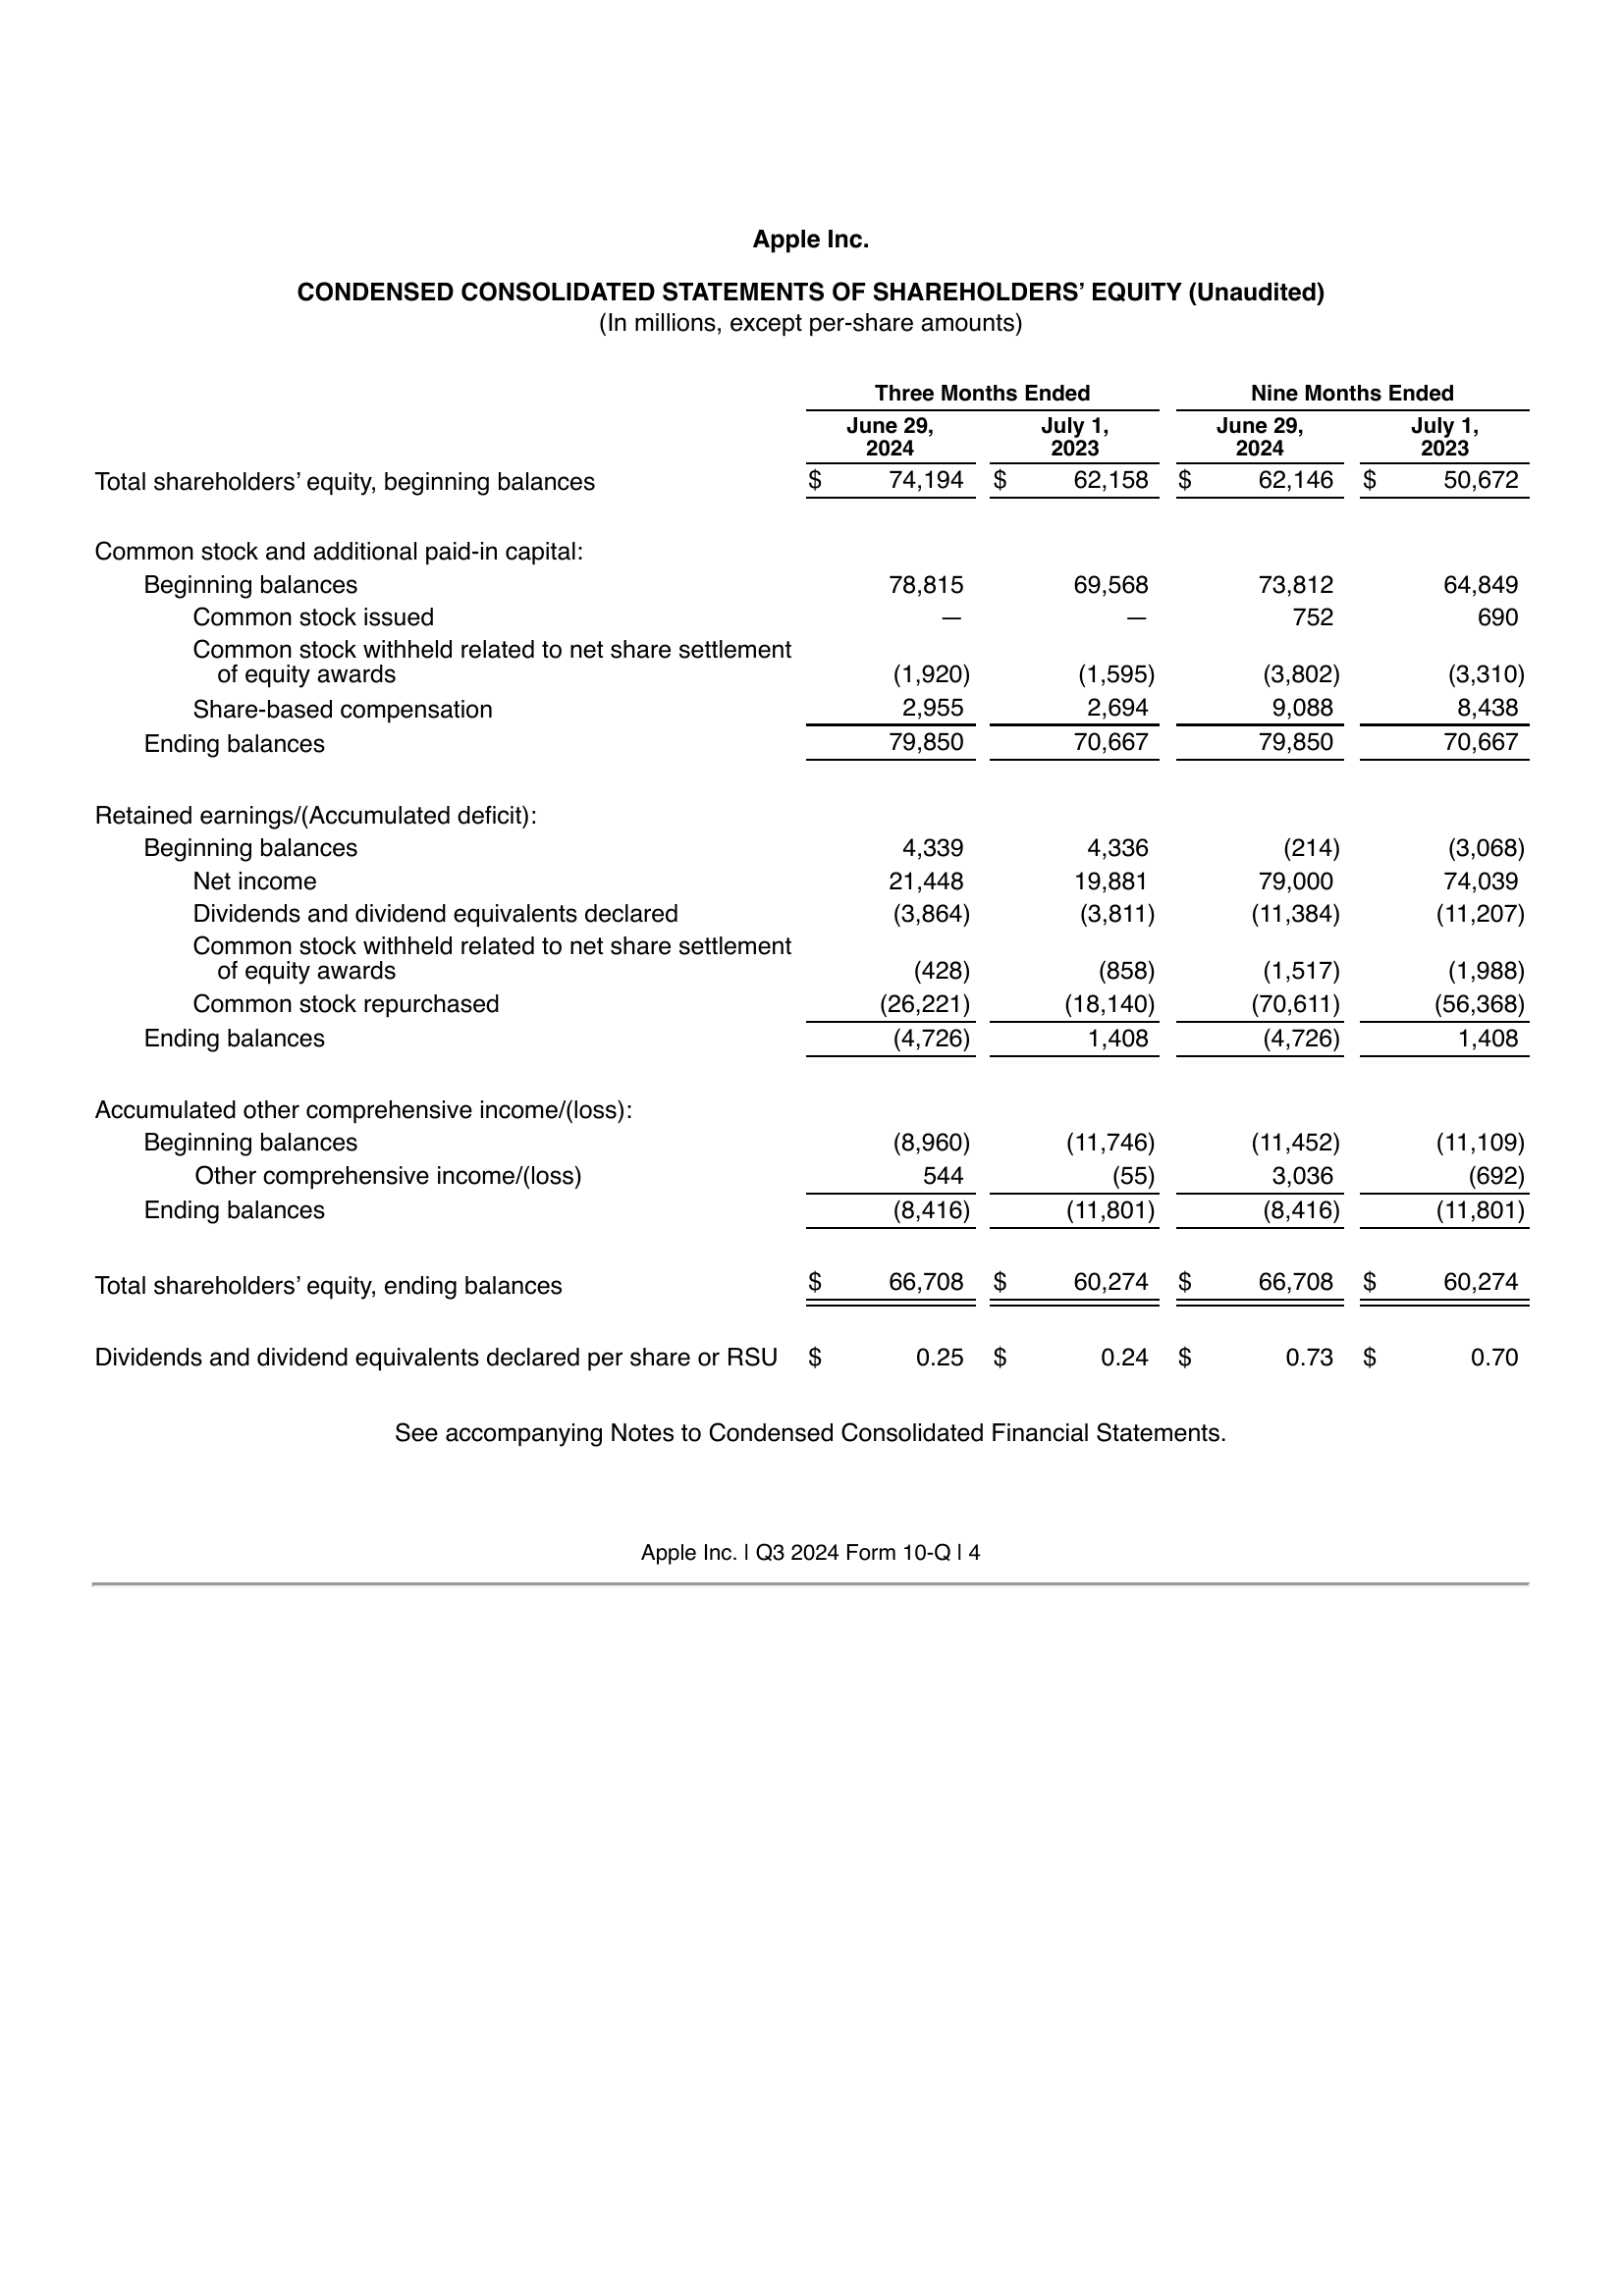 Apple Inc.
CONDENSED CONSOLIDATED STATEMENTS OF SHAREHOLDERS’ EQUITY (Unaudited)
(In millions, except per-share amounts)
Three Months Ended Nine Months Ended
June 29, July 1, June 29, July 1,
2024 2023 2024 2023
Total shareholders’ equity, beginning balances $ 74,194 $ 62,158 $ 62,146 $ 50,672
Common stock and additional paid-in capital:
Beginning balances 78,815 69,568 73,812 64,849
Common stock issued — — 752 690
Common stock withheld related to net share settlement
of equity awards (1,920) (1,595) (3,802) (3,310)
Share-based compensation 2,955 2,694 9,088 8,438
Ending balances 79,850 70,667 79,850 70,667
Retained earnings/(Accumulated deficit):
Beginning balances 4,339 4,336 (214) (3,068)
Net income 21,448 19,881 79,000 74,039
Dividends and dividend equivalents declared (3,864) (3,811) (11,384) (11,207)
Common stock withheld related to net share settlement
of equity awards (428) (858) (1,517) (1,988)
Common stock repurchased (26,221) (18,140) (70,611) (56,368)
Ending balances (4,726) 1,408 (4,726) 1,408
Accumulated other comprehensive income/(loss):
Beginning balances (8,960) (11,746) (11,452) (11,109)
Other comprehensive income/(loss) 544 (55) 3,036 (692)
Ending balances (8,416) (11,801) (8,416) (11,801)
Total shareholders’ equity, ending balances $ 66,708 $ 60,274 $ 66,708 $ 60,274
Dividends and dividend equivalents declared per share or RSU $ 0.25 $ 0.24 $ 0.73 $ 0.70
See accompanying Notes to Condensed Consolidated Financial Statements.
Apple Inc. | Q3 2024 Form 10-Q | 4